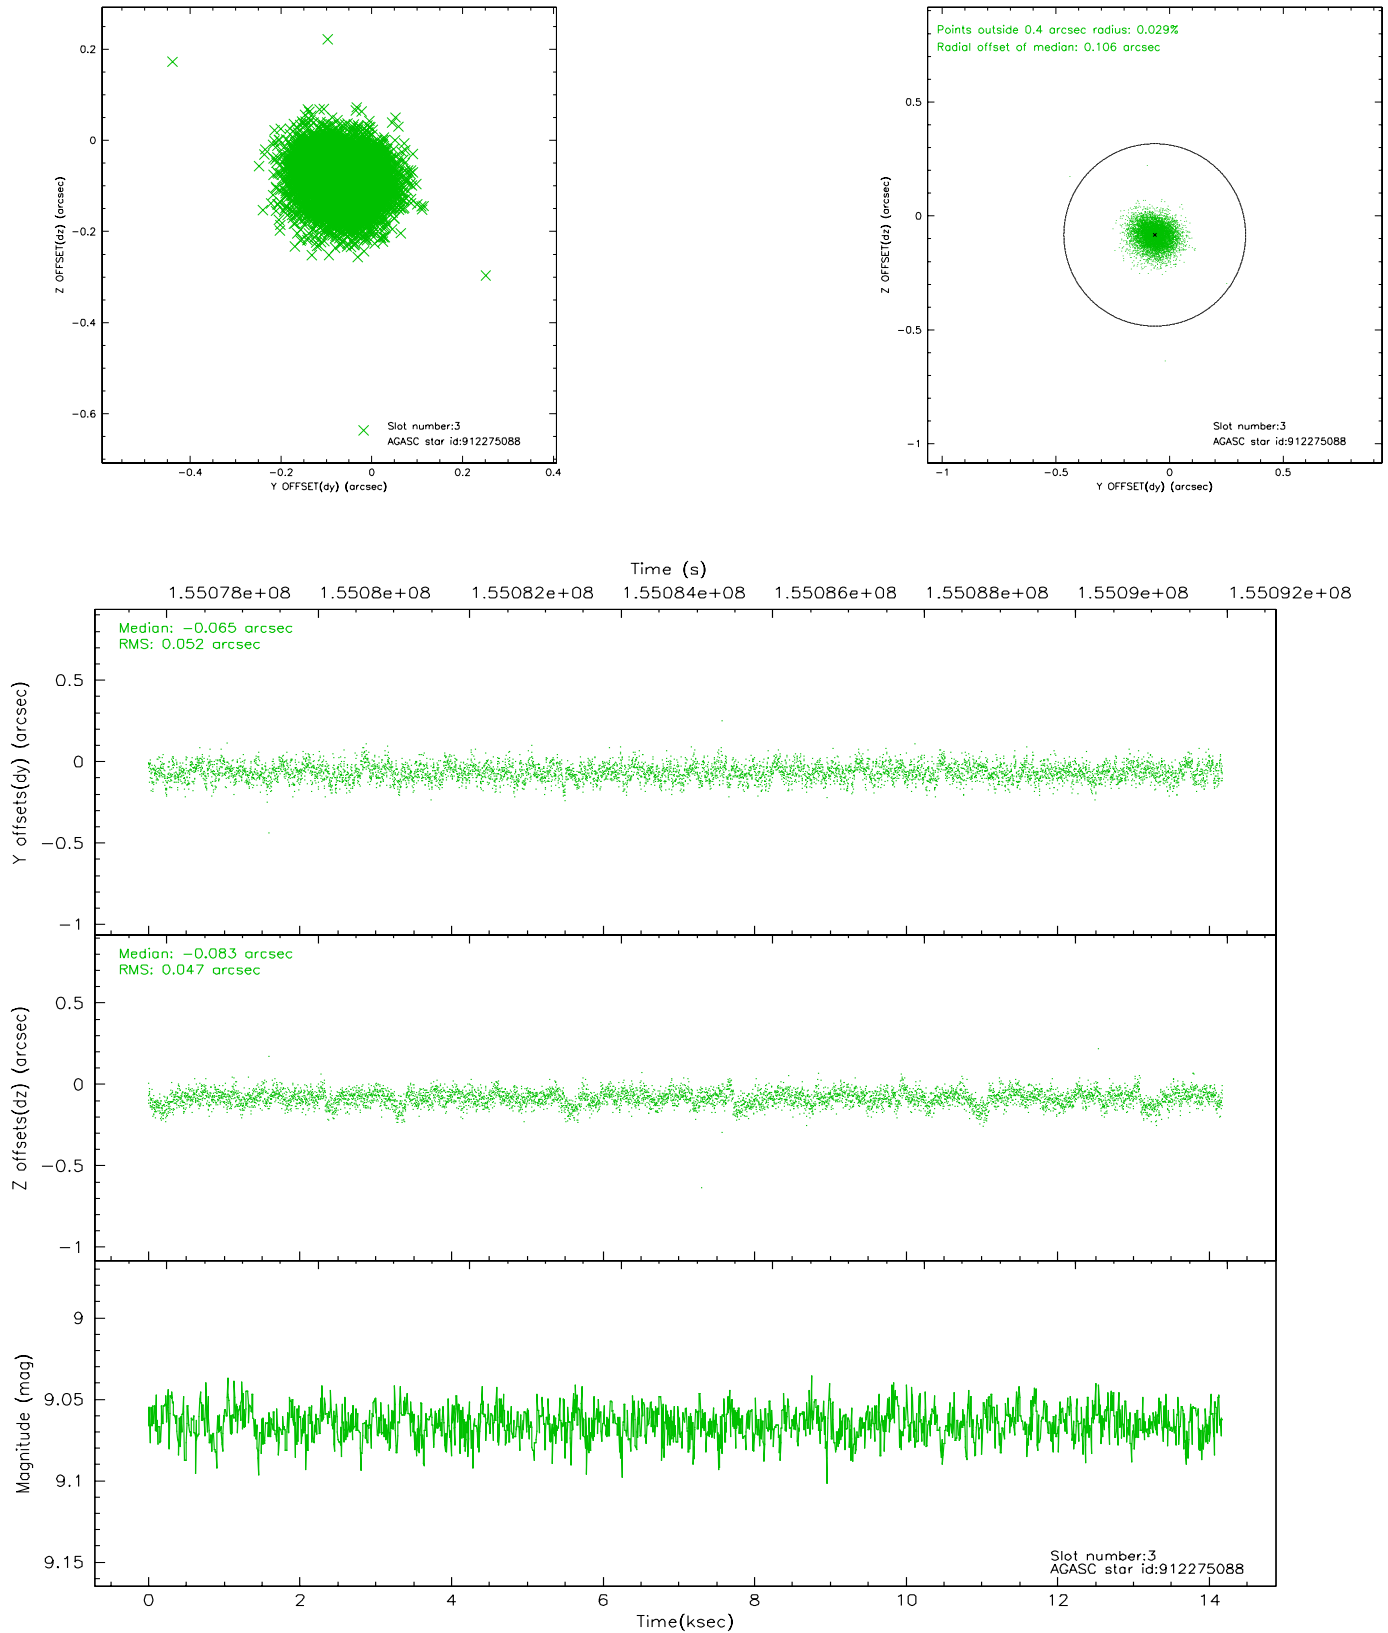 0.2
0
−0.2
−0.4
−0.6
Z OFFSET(dz) (arcsec)
Slot number:3
AGASC star id:912275088
−0.4 −0.2 0 0.2 0.4
Y OFFSET(dy) (arcsec)
Points outside 0.4 arcsec radius: 0.029%
Radial offset of median: 0.106 arcsec
0.5
0
−0.5
−1
Z OFFSET(dz) (arcsec)
Slot number:3
AGASC star id:912275088
−1 −0.5 0 0.5
Y OFFSET(dy) (arcsec)
Time (s)
1.55078e+08 1.5508e+08 1.55082e+08 1.55084e+08 1.55086e+08 1.55088e+08 1.5509e+08 1.55092e+08
Median: −0.065 arcsec
RMS: 0.052 arcsec
0.5
0
−0.5
−1
Y offsets(dy) (arcsec)
Median: −0.083 arcsec
RMS: 0.047 arcsec
0.5
0
−0.5
−1
Z offsets(dz) (arcsec)
9
9.05
9.1
9.15
Magnitude (mag)
Slot number:3
AGASC star id:912275088
0 2 4 6 8 10 12 14
Time(ksec)